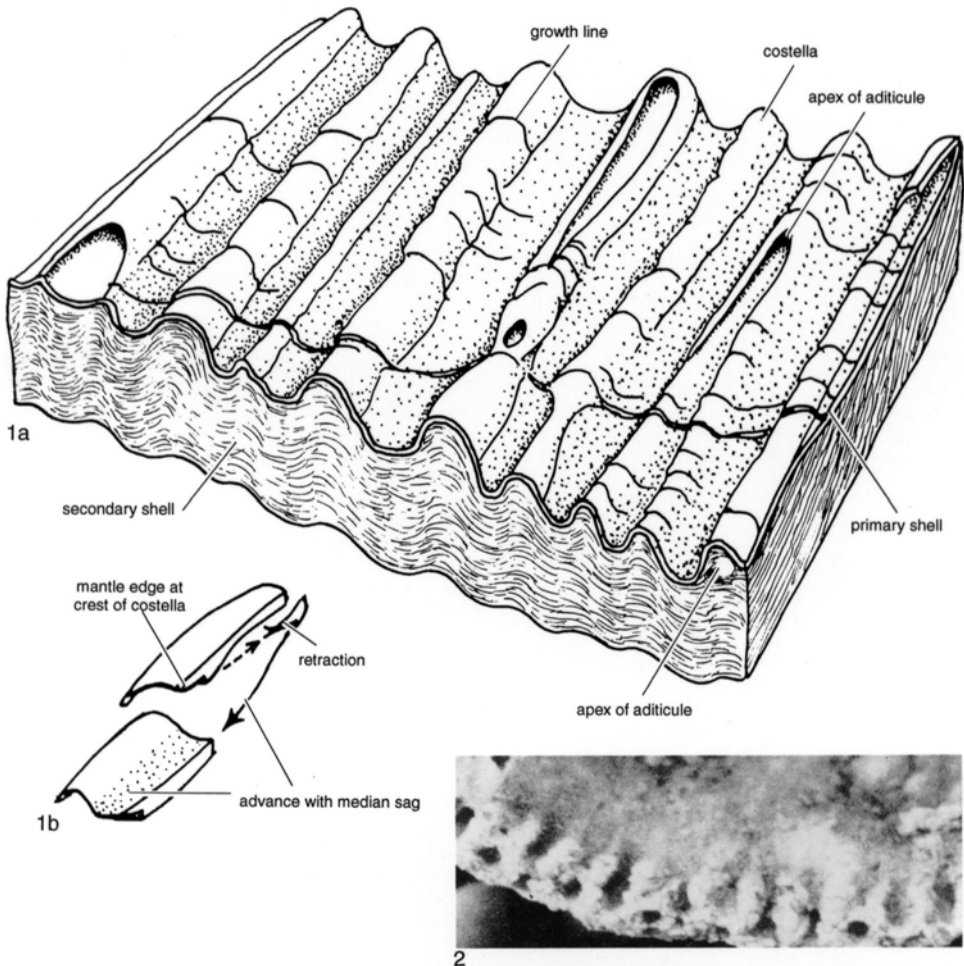 growth line
costella
apex of aditicule
1a
secondary shell
primary shell
mantle edge at
crest of costella
retraction
apex of aditicule
advance with median sag
1b
2